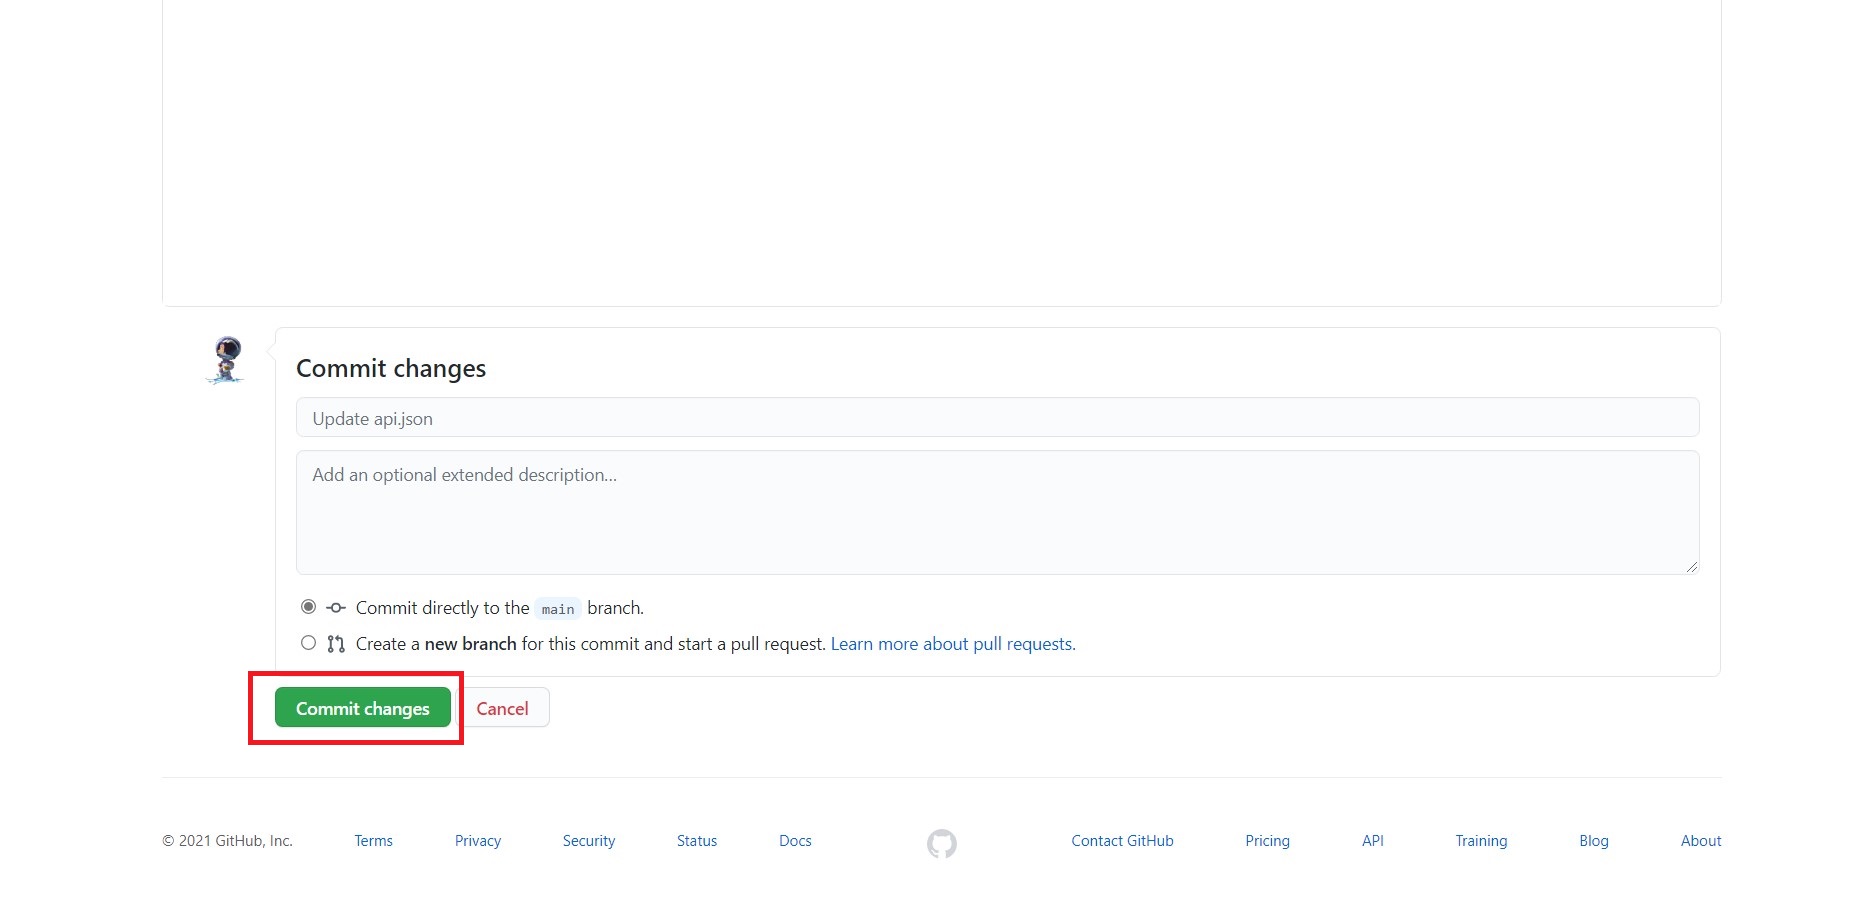 Commit changes
Update api.json
Add an optional extended description...
Commit directly to the main branch.
Create a new branch for this commit and start a pull request. Learn more about pull requests.
Commit changes Cancel
© 2021 GitHub, Inc. Terms Privacy Security Status Docs Contact GitHub Pricing API Training Blog About